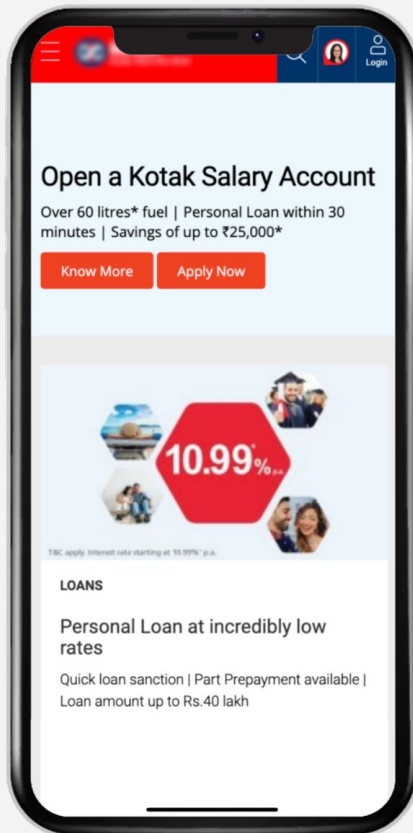 Login
Open a Kotak Salary Account
Over 60 litres* fuel | Personal Loan within 30
minutes | Savings of up to ₹25,000*
Know More
Apply Now
10.99*% p.a.
T&C apply. Interest rate starting at 10.99%* p.a.
LOANS
Personal Loan at incredibly low
rates
Quick loan sanction | Part Prepayment available |
Loan amount up to Rs.40 lakh